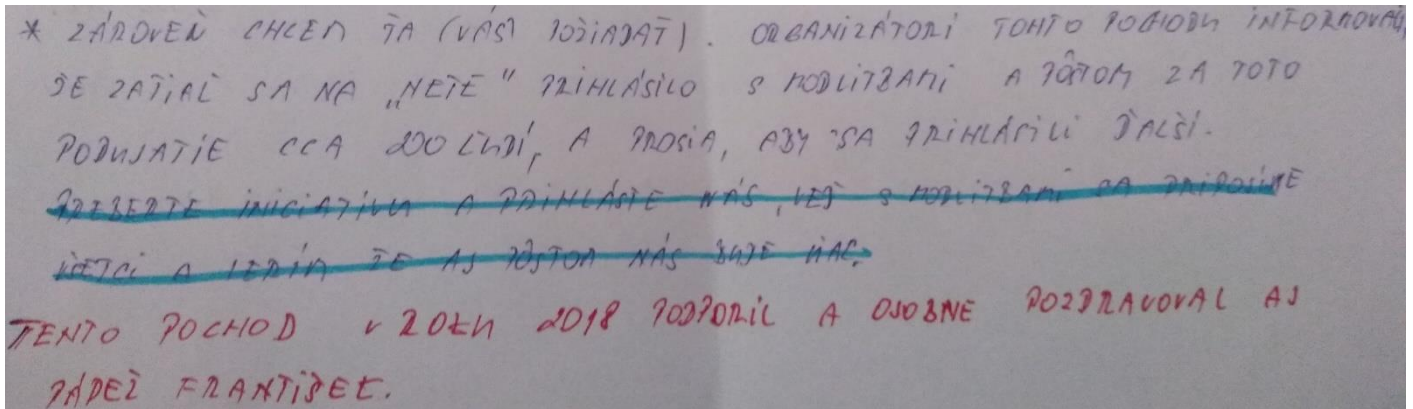 * ZÁROVEŇ CHCEM ŤA (VÁS) POŽIADAŤ). ORGANIZÁTORI TOHTO POCHODU INFORMOVALI,
ŽE ZATIAĽ SA NA „NETE" PRIHLÁSILO S MODLITBAMI A PÔSTOM ZA TOTO
PODUJATIE CCA 200 ĽUDÍ, A PROSIA, ABY SA PRIHLÁSILI ĎALŠÍ.
PREBERTE INICIATÍVU A PRIHLÁSTE NÁS, VEĎ S MODLITBAMI SA PRIPOJÍME
VŠETCI A VERÍM ŽE AJ PÔSTOM NÁS BUDE VIAC.
TENTO POCHOD V ROKU 2018 PODPORIL A OSOBNE POZDRAVOVAL AJ
PÁPEŽ FRANTIŠEK.